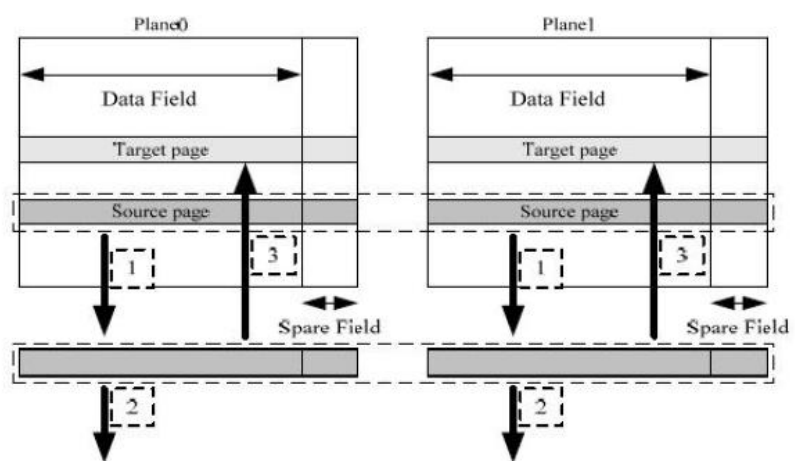 Plane0
Plane1
Data Field
Data Field
Target page
Target page
Source page
Source page
1
3
1
3
Spare Field
Spare Field
2
2